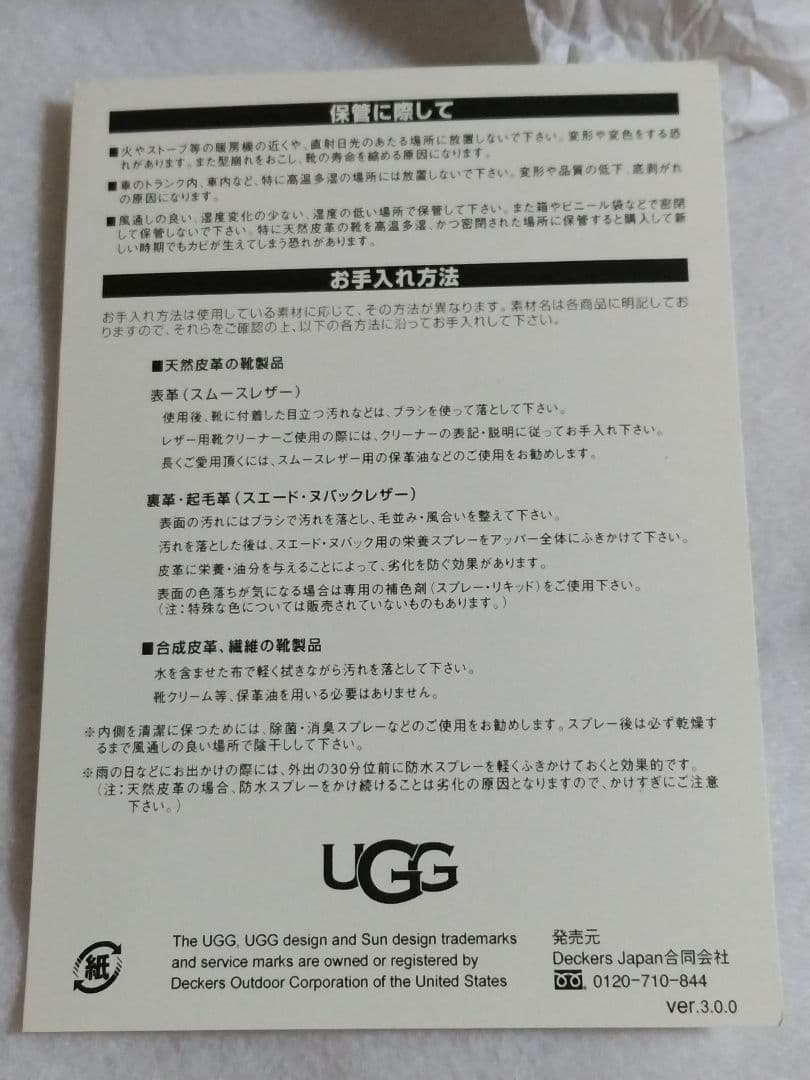 保管に際して
■火やストーブ等の暖房機の近くや、直射日光のあたる場所に放置しないで下さい。変形や変色をする恐
れがあります。また型崩れをおこし、靴の寿命を縮める原因になります。
■車のトランク内、車内など、特に高温多湿の場所には放置しないで下さい。変形や品質の低下、底剥がれ
の原因になります。
■風通しの良い、湿度変化の少ない、湿度の低い場所で保管して下さい。また箱やビニール袋などで密閉
して保管しないで下さい。特に天然皮革の靴を高温多湿、かつ密閉された場所に保管すると購入して新
しい時期でもカビが生えてしまう恐れがあります。
お手入れ方法
お手入れ方法は使用している素材に応じて、その方法が異なります。素材名は各商品に明記してお
りますので、それらをご確認の上、以下の各方法に沿ってお手入れして下さい。
■天然皮革の靴製品
表革（スムースレザー）
使用後、靴に付着した目立つ汚れなどは、ブラシを使って落として下さい。
レザー用靴クリーナーご使用の際には、クリーナーの表記・説明に従ってお手入れ下さい。
長くご愛用頂くには、スムースレザー用の保革油などのご使用をお勧めします。
裏革・起毛革（スエード・ヌバックレザー）
表面の汚れにはブラシで汚れを落とし、毛並み・風合いを整えて下さい。
汚れを落とした後は、スエード・ヌバック用の栄養スプレーをアッパー全体にふきかけて下さい。
皮革に栄養・油分を与えることによって、劣化を防ぐ効果があります。
表面の色落ちが気になる場合は専用の補色剤（スプレー・リキッド）をご使用下さい。
（注：特殊な色については販売されていないものもあります。）
■合成皮革、繊維の靴製品
水を含ませた布で軽く拭きながら汚れを落として下さい。
靴クリーム等、保革油を用いる必要はありません。
※内側を清潔に保つためには、除菌・消臭スプレーなどのご使用をお勧めします。スプレー後は必ず乾燥す
るまで風通しの良い場所で陰干しして下さい。
※雨の日などにお出かけの際には、外出の30分位前に防水スプレーを軽くふきかけておくと効果的です。
（注：天然皮革の場合、防水スプレーをかけ続けることは劣化の原因となりますので、かけすぎにご注意
下さい。）
UGG
紙
The UGG, UGG design and Sun design trademarks
and service marks are owned or registered by
Deckers Outdoor Corporation of the United States
発売元
Deckers Japan合同会社
0120-710-844
ver.3.0.0